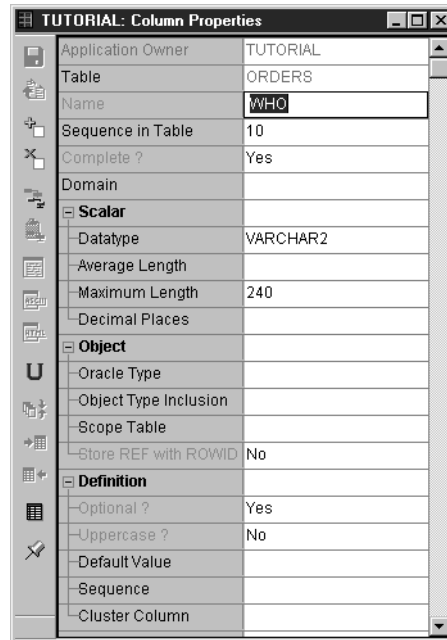 TUTORIAL: Column Properties
Application Owner TUTORIAL
Table ORDERS
Name WHO
Sequence in Table 10
Complete ? Yes
Domain
Scalar
Datatype VARCHAR2
Average Length
Maximum Length 240
Decimal Places
Object
Oracle Type
Object Type Inclusion
Scope Table
Store REF with ROWID No
Definition
Optional ? Yes
Uppercase ? No
Default Value
Sequence
Cluster Column
ASCII
HTML
U